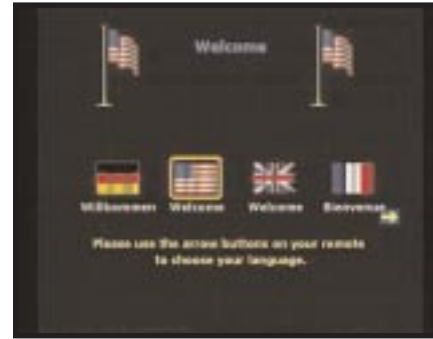 Welcome
Willkommen Welcome Welcome Bienvenue
Please use the arrow buttons on your remote
to choose your language.